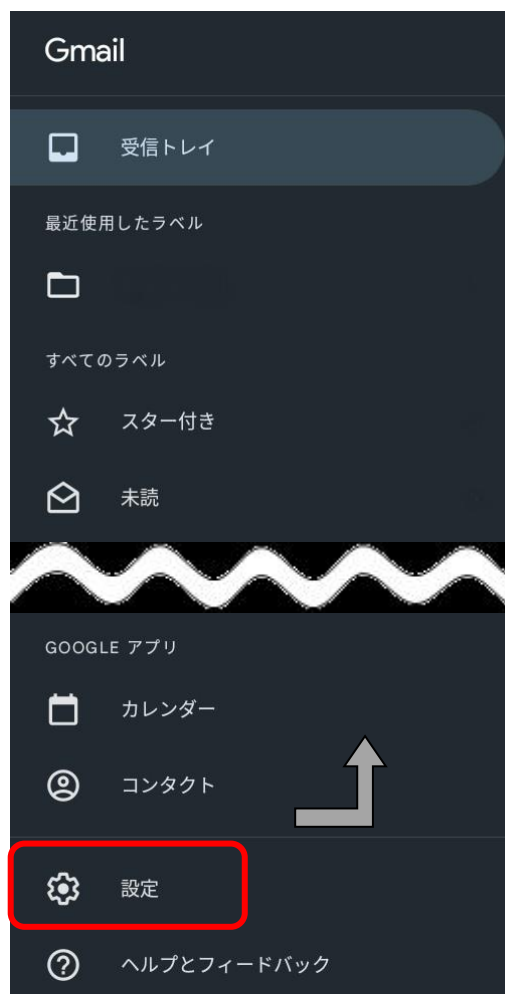 Gmail
受信トレイ
最近使用したラベル
すべてのラベル
スター付き
未読
GOOGLE アプリ
カレンダー
コンタクト
設定
ヘルプとフィードバック